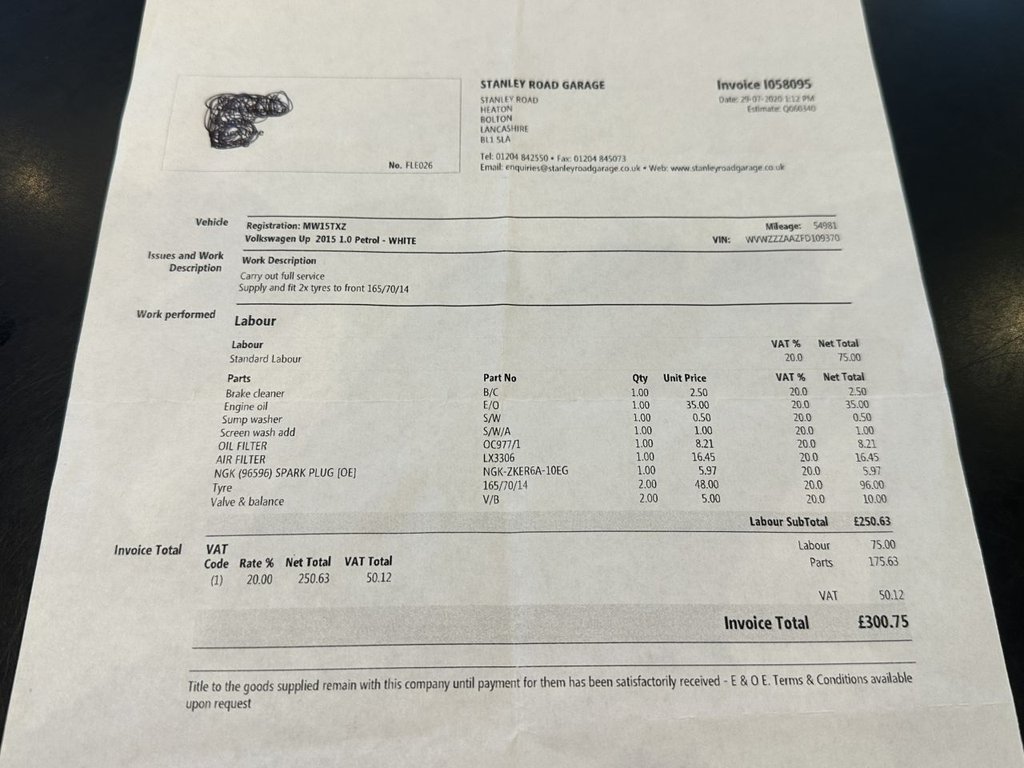 STANLEY ROAD GARAGE
STANLEY ROAD
HEATON
BOLTON
LANCASHIRE
BL1 5LA
Tel: 01204 842550 • Fax: 01204 845073
Email: enquiries@stanleyroadgarage.co.uk • Web: www.stanleyroadgarage.co.uk
Invoice I058095
Date: 29-07-2020 1:12 PM
Estimate: Q060340
No. FLE026
Vehicle
Registration: MW15TXZ Mileage: 54981
Volkswagen Up 2015 1.0 Petrol - WHITE VIN: WVWZZZAAZFD109370
Issues and Work Description
Work Description
Carry out full service
Supply and fit 2x tyres to front 165/70/14
Work performed
Labour
Labour VAT % Net Total
Standard Labour 20.0 75.00
Parts Part No Qty Unit Price VAT % Net Total
Brake cleaner B/C 1.00 2.50 20.0 2.50
Engine oil E/O 1.00 35.00 20.0 35.00
Sump washer S/W 1.00 0.50 20.0 0.50
Screen wash add S/W/A 1.00 1.00 20.0 1.00
OIL FILTER OC977/1 1.00 8.21 20.0 8.21
AIR FILTER LX3306 1.00 16.45 20.0 16.45
NGK (96596) SPARK PLUG [OE] NGK-ZKER6A-10EG 1.00 5.97 20.0 5.97
Tyre 165/70/14 2.00 48.00 20.0 96.00
Valve & balance V/B 2.00 5.00 20.0 10.00
Labour SubTotal £250.63
Invoice Total
VAT Code Rate % Net Total VAT Total
(1) 20.00 250.63 50.12
Labour 75.00
Parts 175.63
VAT 50.12
Invoice Total £300.75
Title to the goods supplied remain with this company until payment for them has been satisfactorily received - E & O E. Terms & Conditions available
upon request